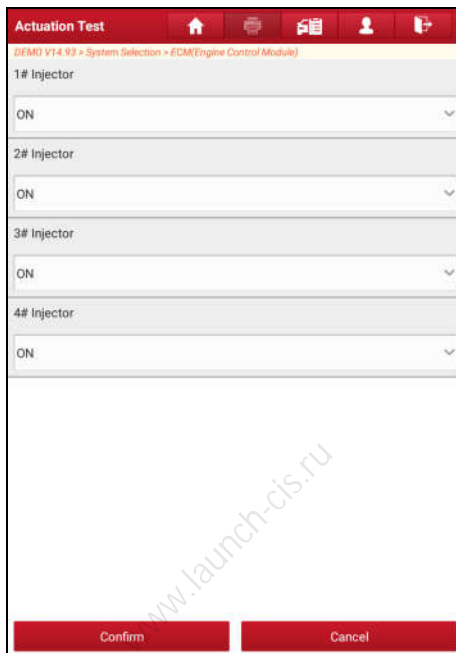 Actuation Test
DEMO V14.93 > System Selection > ECM(Engine Control Module)
1# Injector
ON
2# Injector
ON
3# Injector
ON
4# Injector
ON
www.launch-cis.ru
Confirm Cancel